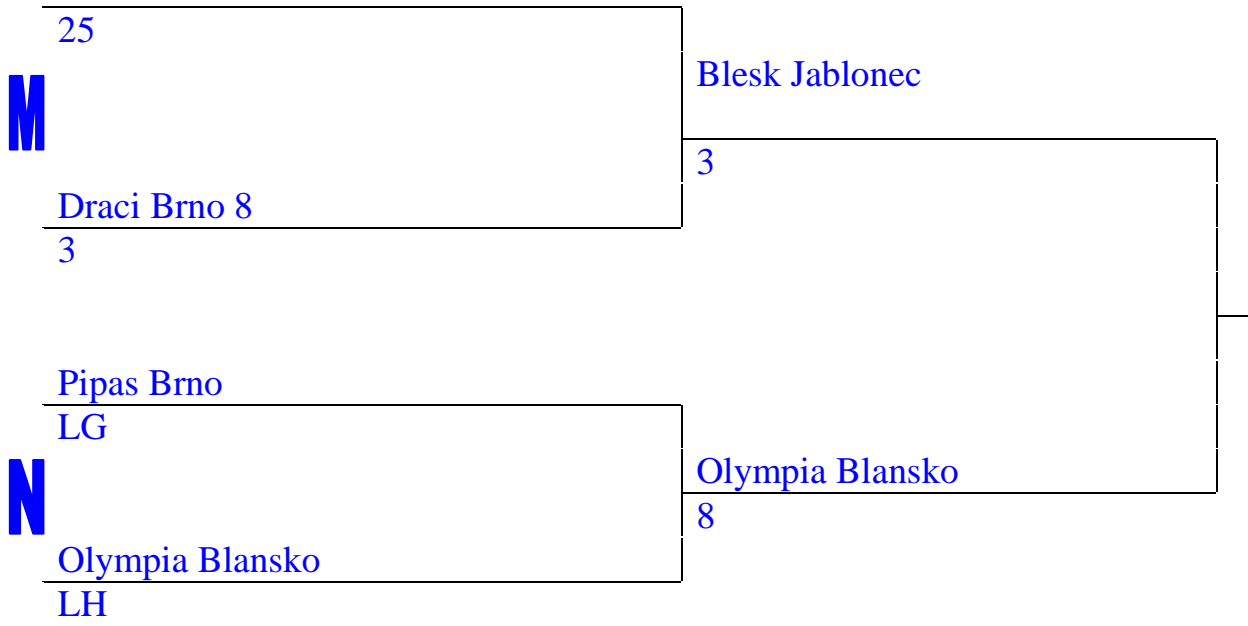 25
Blesk Jablonec
M
3
Draci Brno 8
3
Pipas Brno
LG
Olympia Blansko
N
8
Olympia Blansko
LH